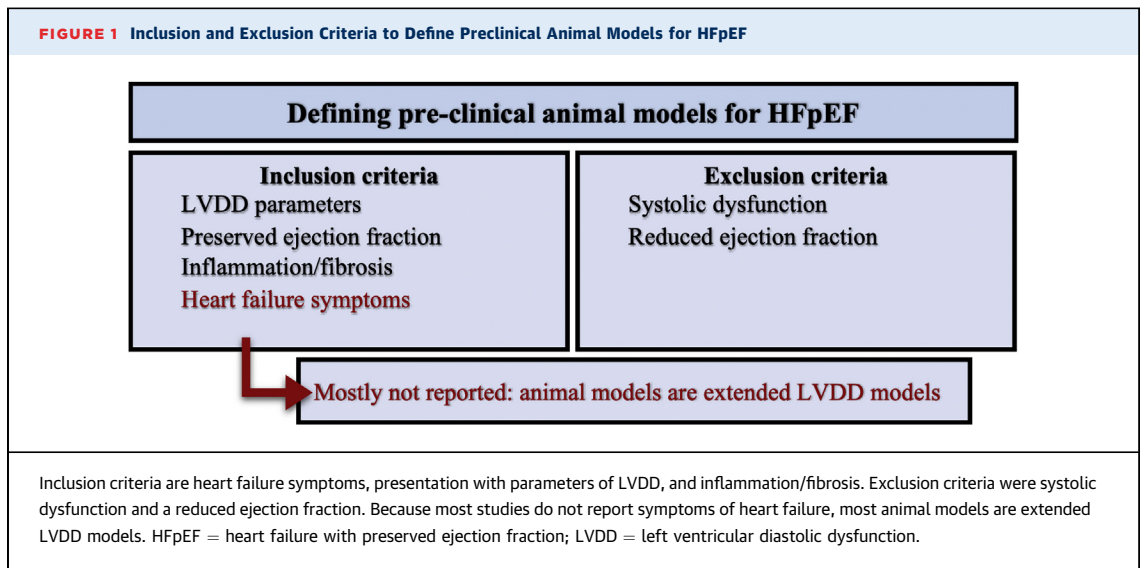 FIGURE 1 Inclusion and Exclusion Criteria to Define Preclinical Animal Models for HFpEF
Defining pre-clinical animal models for HFpEF
Inclusion criteria
LVDD parameters
Preserved ejection fraction
Inflammation/fibrosis
Heart failure symptoms
Exclusion criteria
Systolic dysfunction
Reduced ejection fraction
Mostly not reported: animal models are extended LVDD models
Inclusion criteria are heart failure symptoms, presentation with parameters of LVDD, and inflammation/fibrosis. Exclusion criteria were systolic
dysfunction and a reduced ejection fraction. Because most studies do not report symptoms of heart failure, most animal models are extended
LVDD models. HFpEF = heart failure with preserved ejection fraction; LVDD = left ventricular diastolic dysfunction.